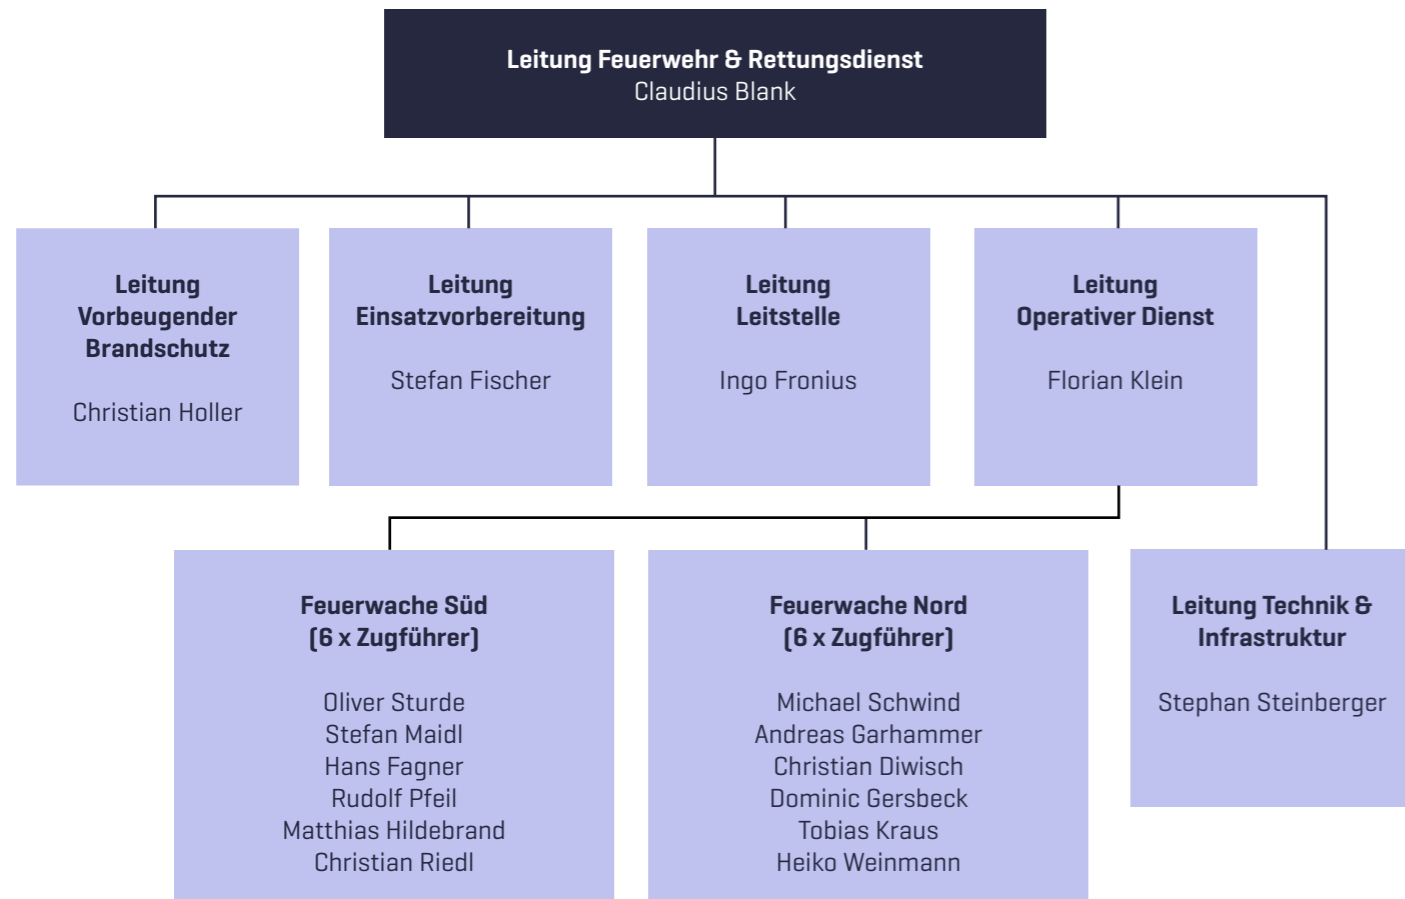 Leitung Feuerwehr & Rettungsdienst
Claudius Blank
Leitung
Vorbeugender
Brandschutz
Christian Holler
Leitung
Einsatzvorbereitung
Stefan Fischer
Leitung
Leitstelle
Ingo Fronius
Leitung
Operativer Dienst
Florian Klein
Feuerwache Süd
(6 x Zugführer)
Oliver Sturde
Stefan Maidl
Hans Fagner
Rudolf Pfeil
Matthias Hildebrand
Christian Riedl
Feuerwache Nord
(6 x Zugführer)
Michael Schwind
Andreas Garhammer
Christian Diwisch
Dominic Gersbeck
Tobias Kraus
Heiko Weinmann
Leitung Technik &
Infrastruktur
Stephan Steinberger